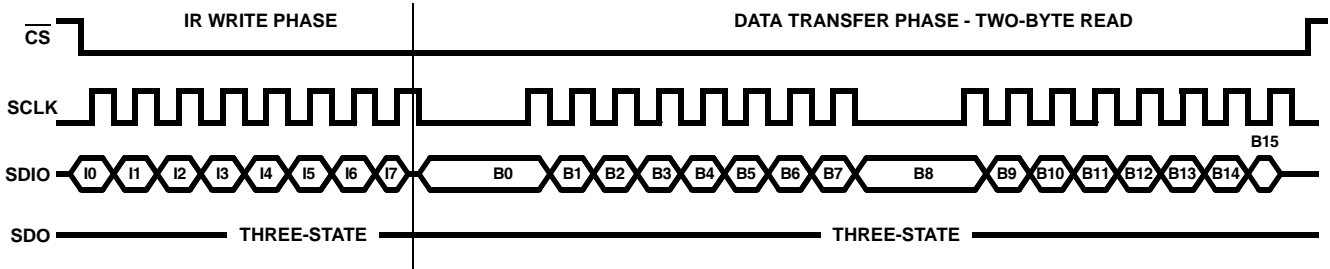 IR WRITE PHASE DATA TRANSFER PHASE - TWO-BYTE READ
CS
SCLK
B15
SDIO I0 I1 I2 I3 I4 I5 I6 I7 B0 B1 B2 B3 B4 B5 B6 B7 B8 B9 B10 B11 B12 B13 B14
SDO THREE-STATE THREE-STATE